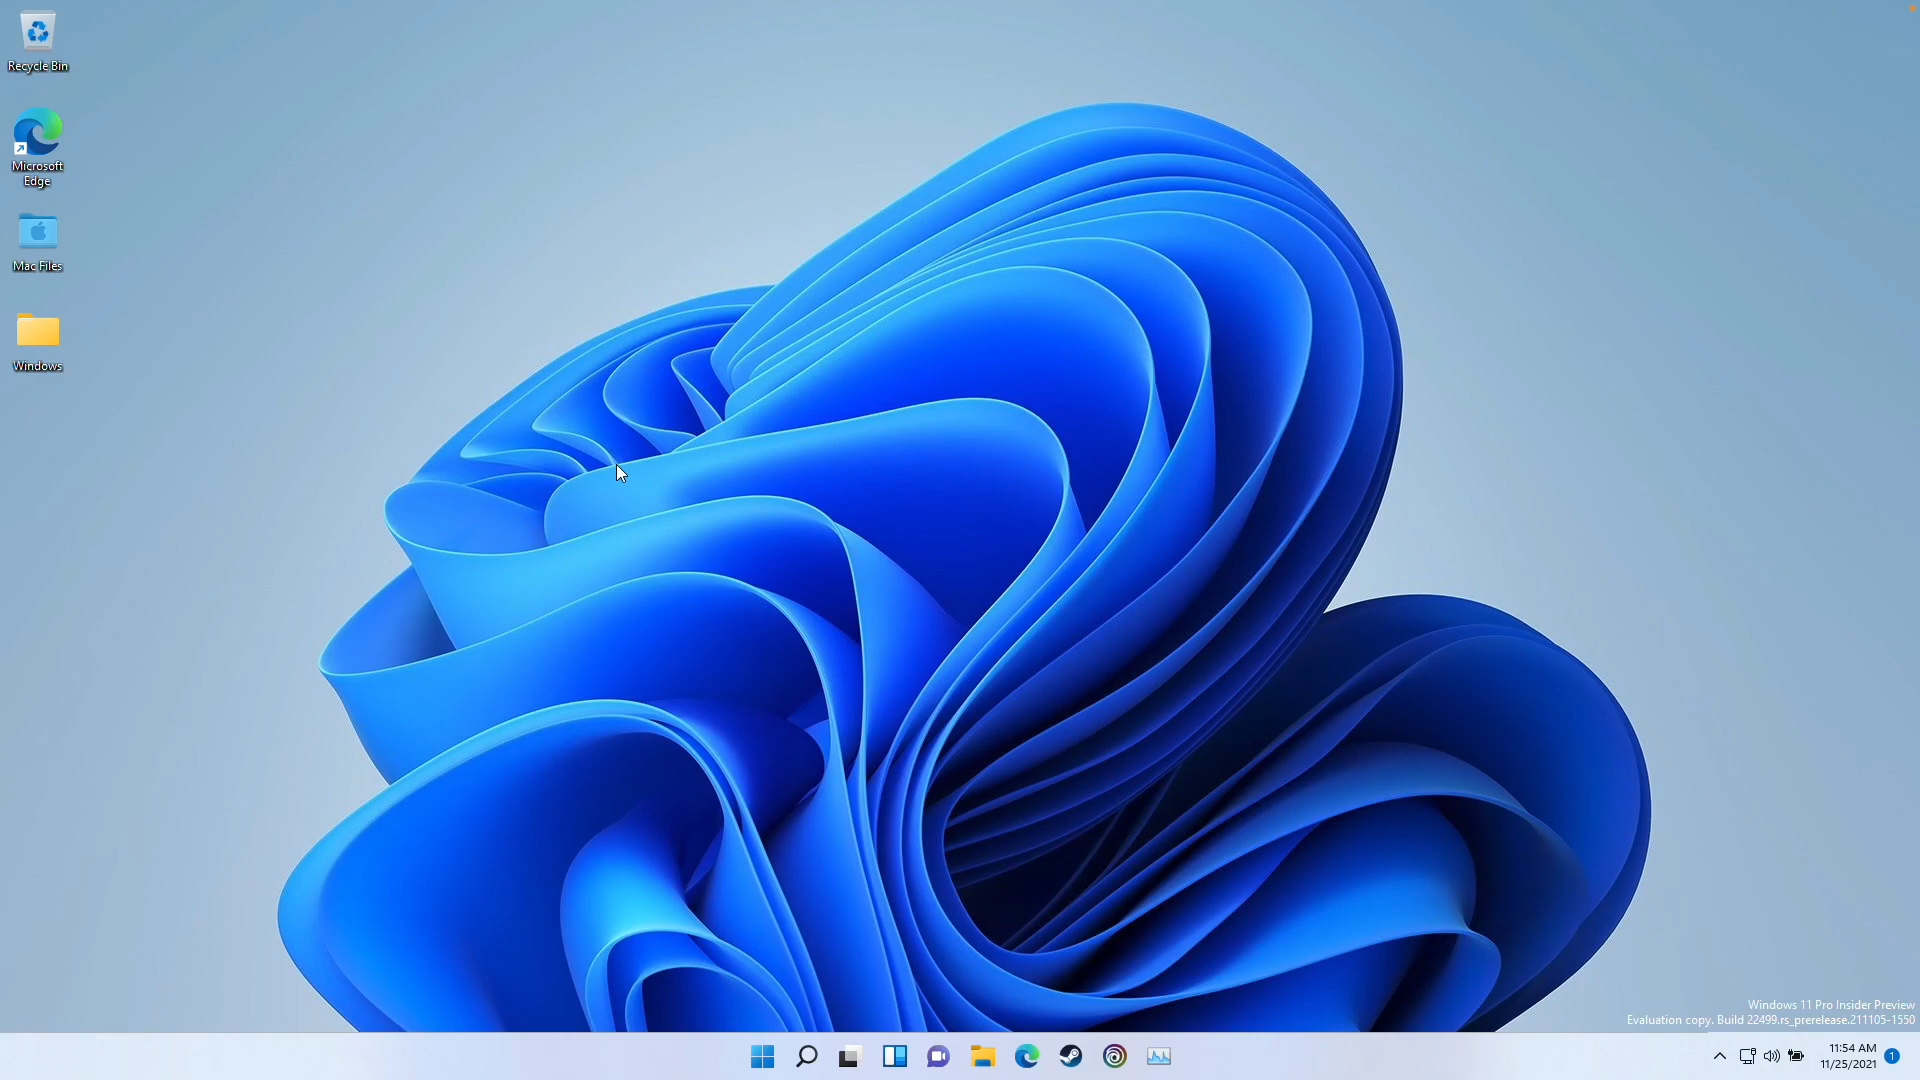 Recycle Bin
Microsoft
Edge
Mac Files
Windows
Windows 11 Pro Insider Preview
Evaluation copy. Build 22499.rs_prerelease.211105-1550
11:54 AM
11/25/2021
1